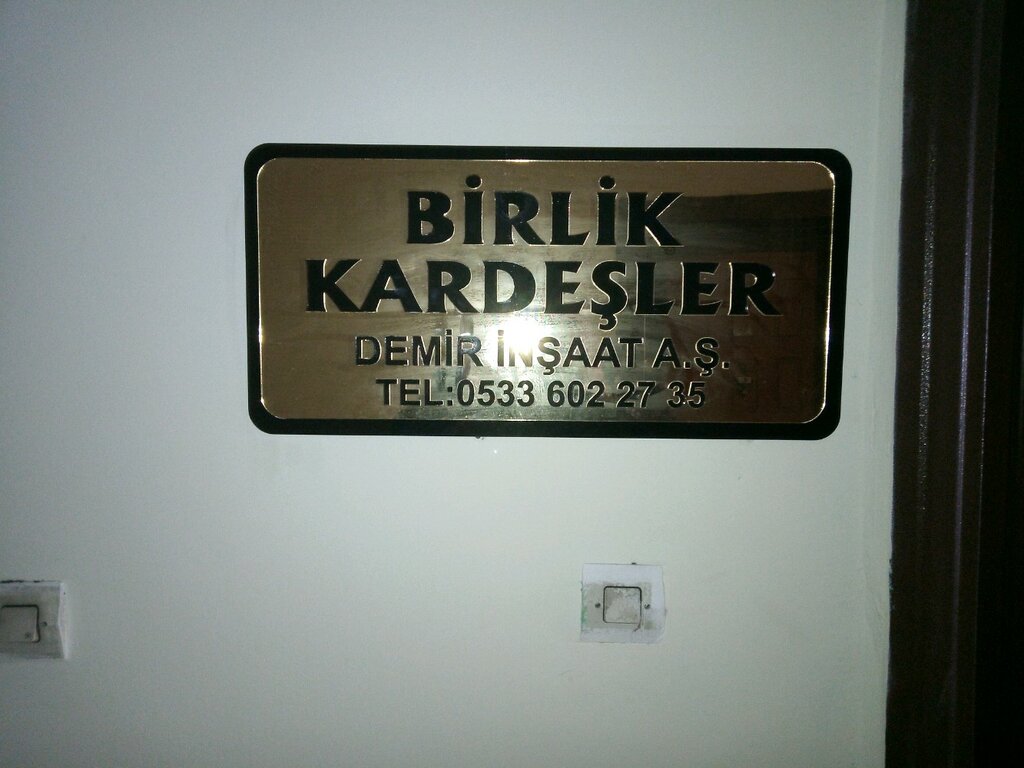 BİRLİK
KARDEŞLER
DEMİR İNŞAAT A.Ş.
TEL:0533 602 27 35